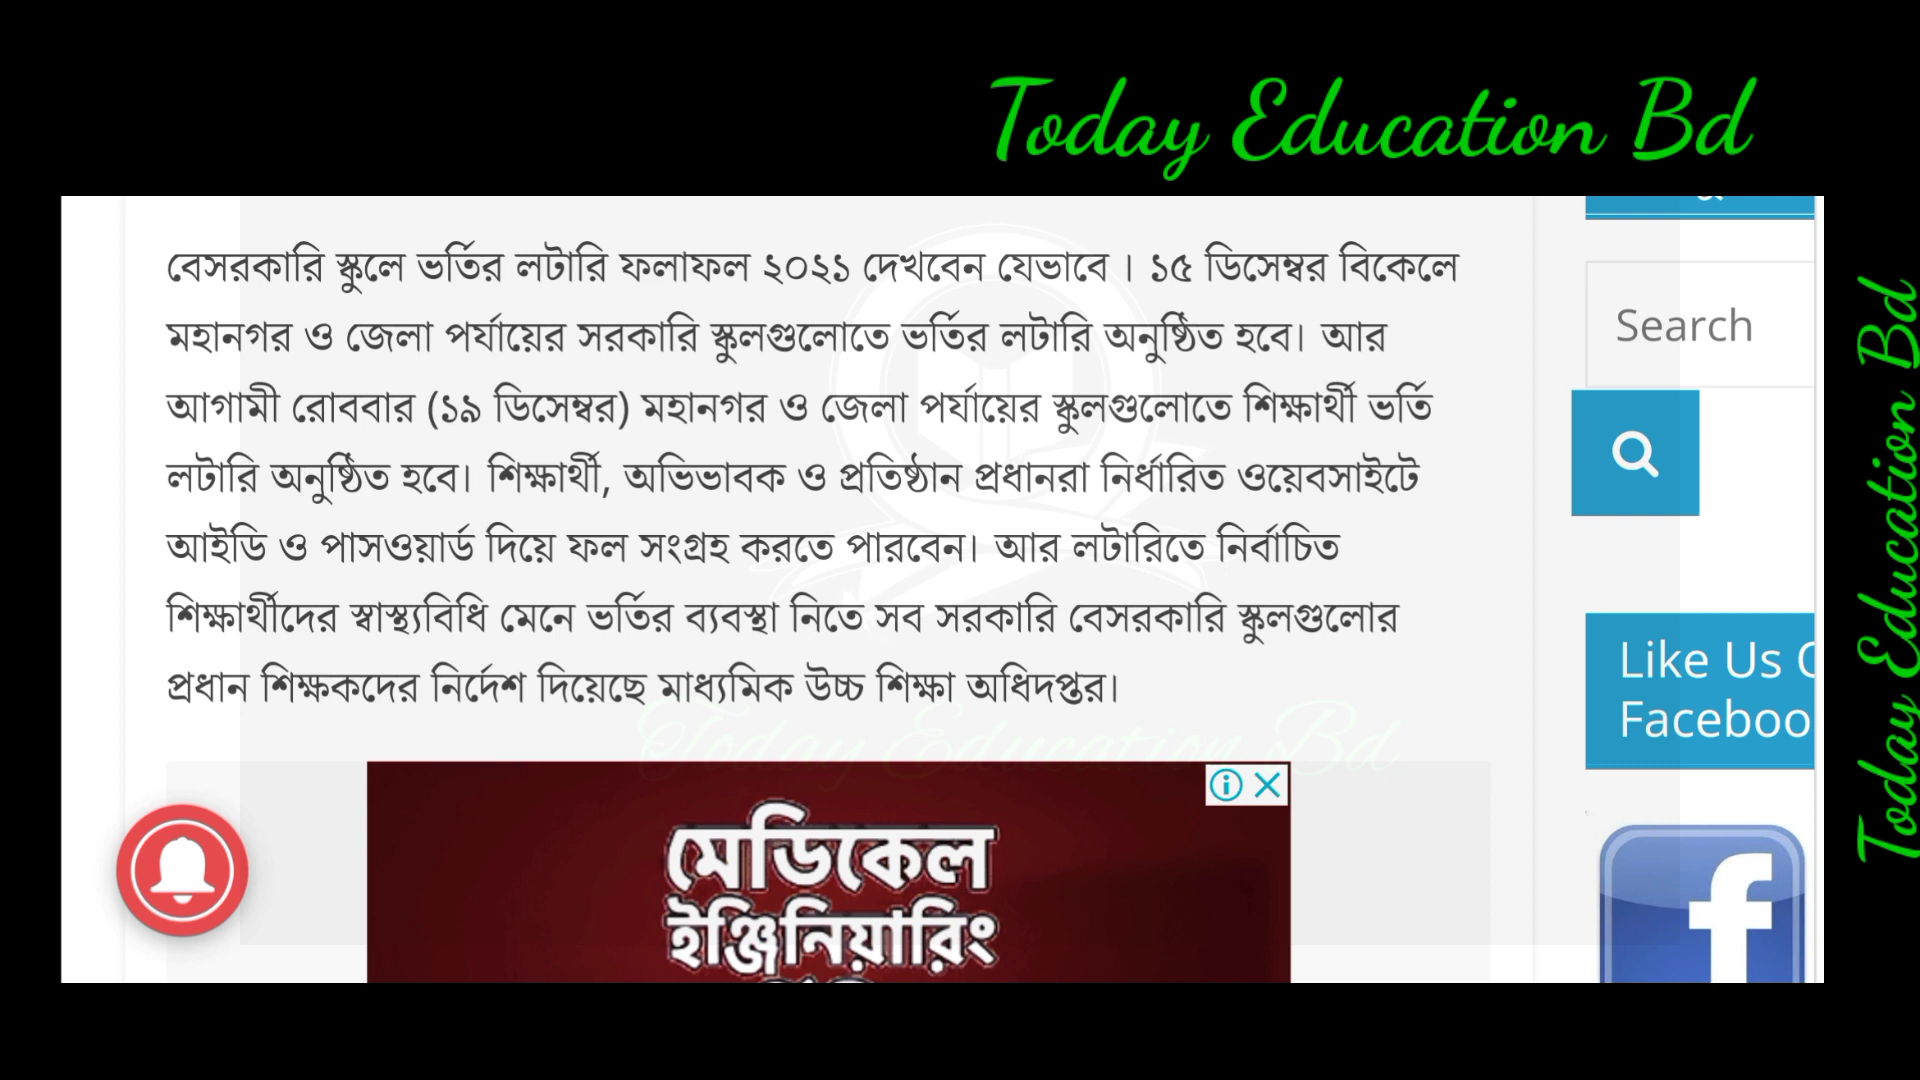 Today Education Bd
বেসরকারি স্কুলে ভর্তির লটারি ফলাফল ২০২১ দেখবেন যেভাবে । ১৫ ডিসেম্বর বিকেলে
মহানগর ও জেলা পর্যায়ের সরকারি স্কুলগুলোতে ভর্তির লটারি অনুষ্ঠিত হবে। আর
আগামী রোববার (১৯ ডিসেম্বর) মহানগর ও জেলা পর্যায়ের স্কুলগুলোতে শিক্ষার্থী ভর্তি
লটারি অনুষ্ঠিত হবে। শিক্ষার্থী, অভিভাবক ও প্রতিষ্ঠান প্রধানরা নির্ধারিত ওয়েবসাইটে
আইডি ও পাসওয়ার্ড দিয়ে ফল সংগ্রহ করতে পারবেন। আর লটারিতে নির্বাচিত
শিক্ষার্থীদের স্বাস্থ্যবিধি মেনে ভর্তির ব্যবস্থা নিতে সব সরকারি বেসরকারি স্কুলগুলোর
প্রধান শিক্ষকদের নির্দেশ দিয়েছে মাধ্যমিক উচ্চ শিক্ষা অধিদপ্তর।
Today Education Bd
মেডিকেল
ইঞ্জিনিয়ারিং
Search
Like Us
Faceboo
Today Education Bd